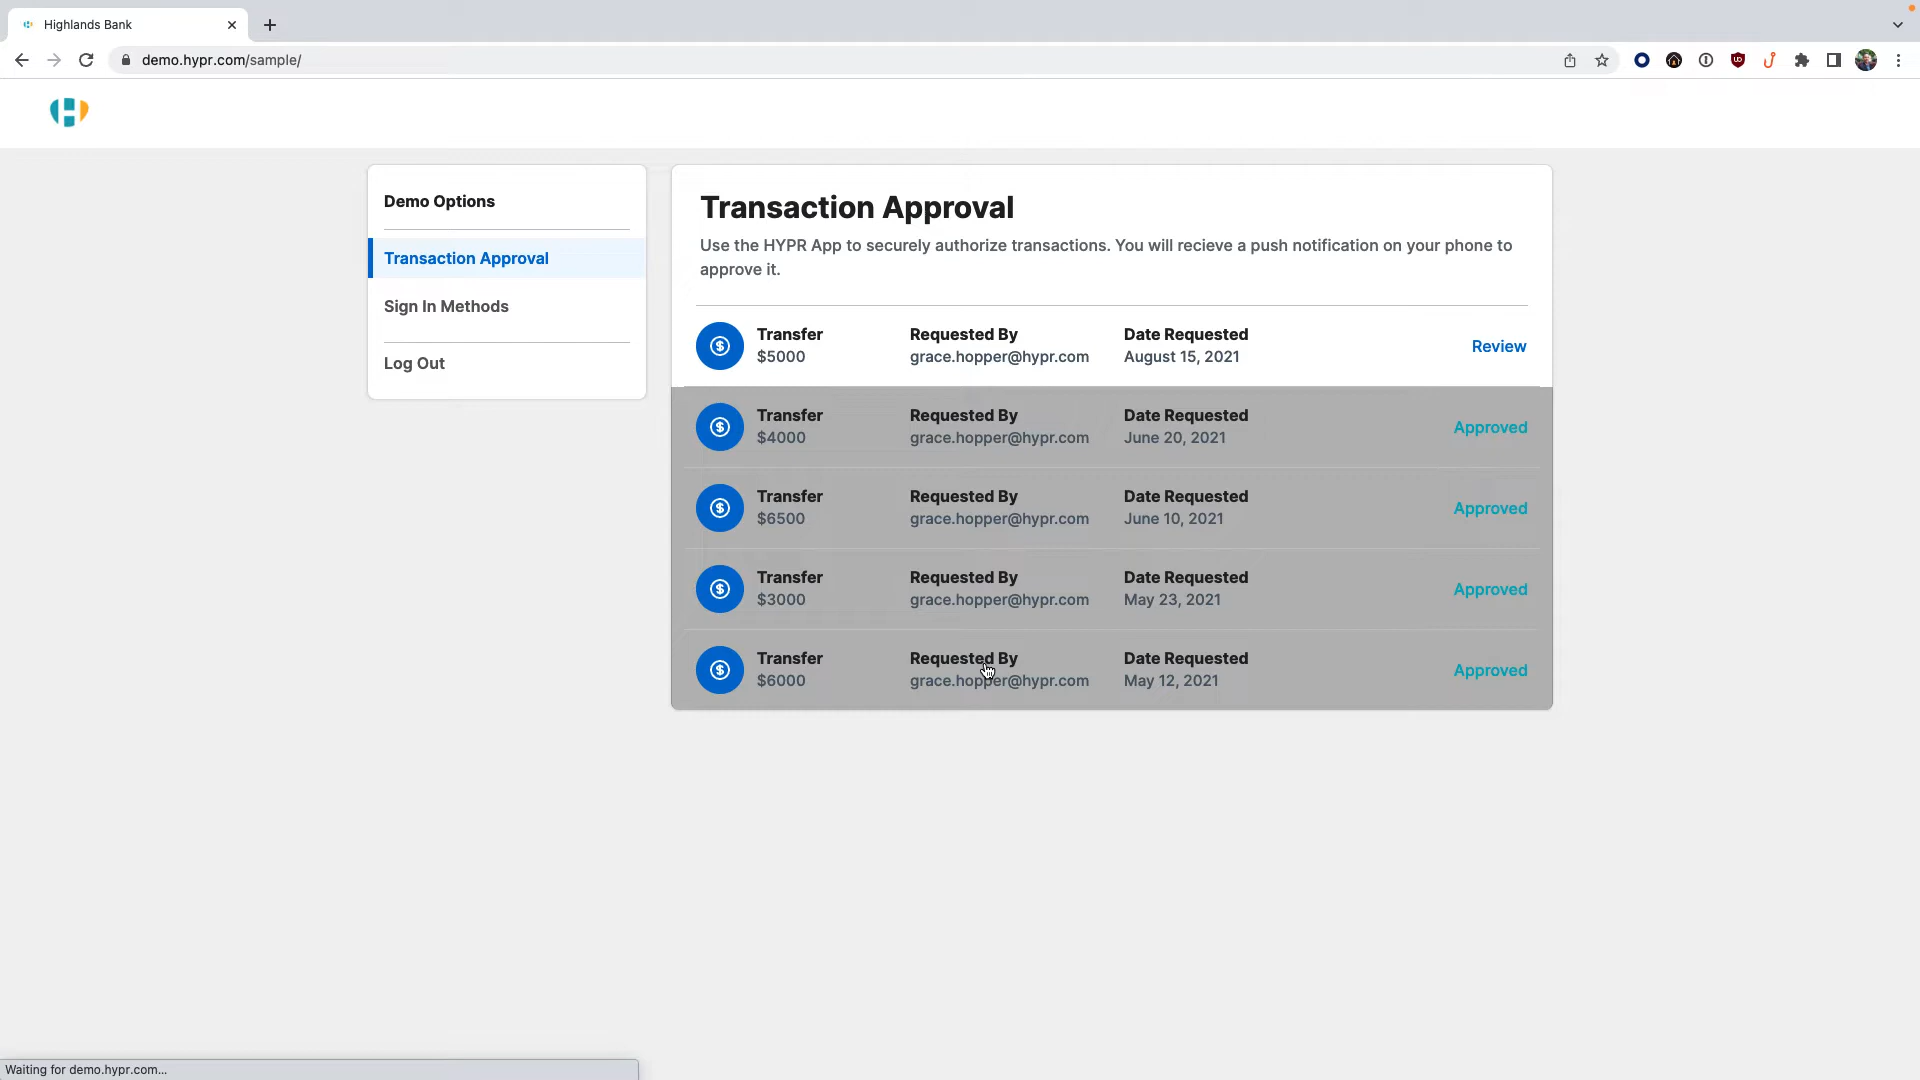 Highlands Bank
demo.hypr.com/sample/
Demo Options
Transaction Approval
Sign In Methods
Log Out
Transaction Approval
Use the HYPR App to securely authorize transactions. You will recieve a push notification on your phone to
approve it.
Transfer Requested By Date Requested
$5000 grace.hopper@hypr.com August 15, 2021
Review
Transfer Requested By Date Requested
$4000 grace.hopper@hypr.com June 20, 2021
Approved
Transfer Requested By Date Requested
$6500 grace.hopper@hypr.com June 10, 2021
Approved
Transfer Requested By Date Requested
$3000 grace.hopper@hypr.com May 23, 2021
Approved
Transfer Requested By Date Requested
$6000 grace.hopper@hypr.com May 12, 2021
Approved
Waiting for demo.hypr.com...